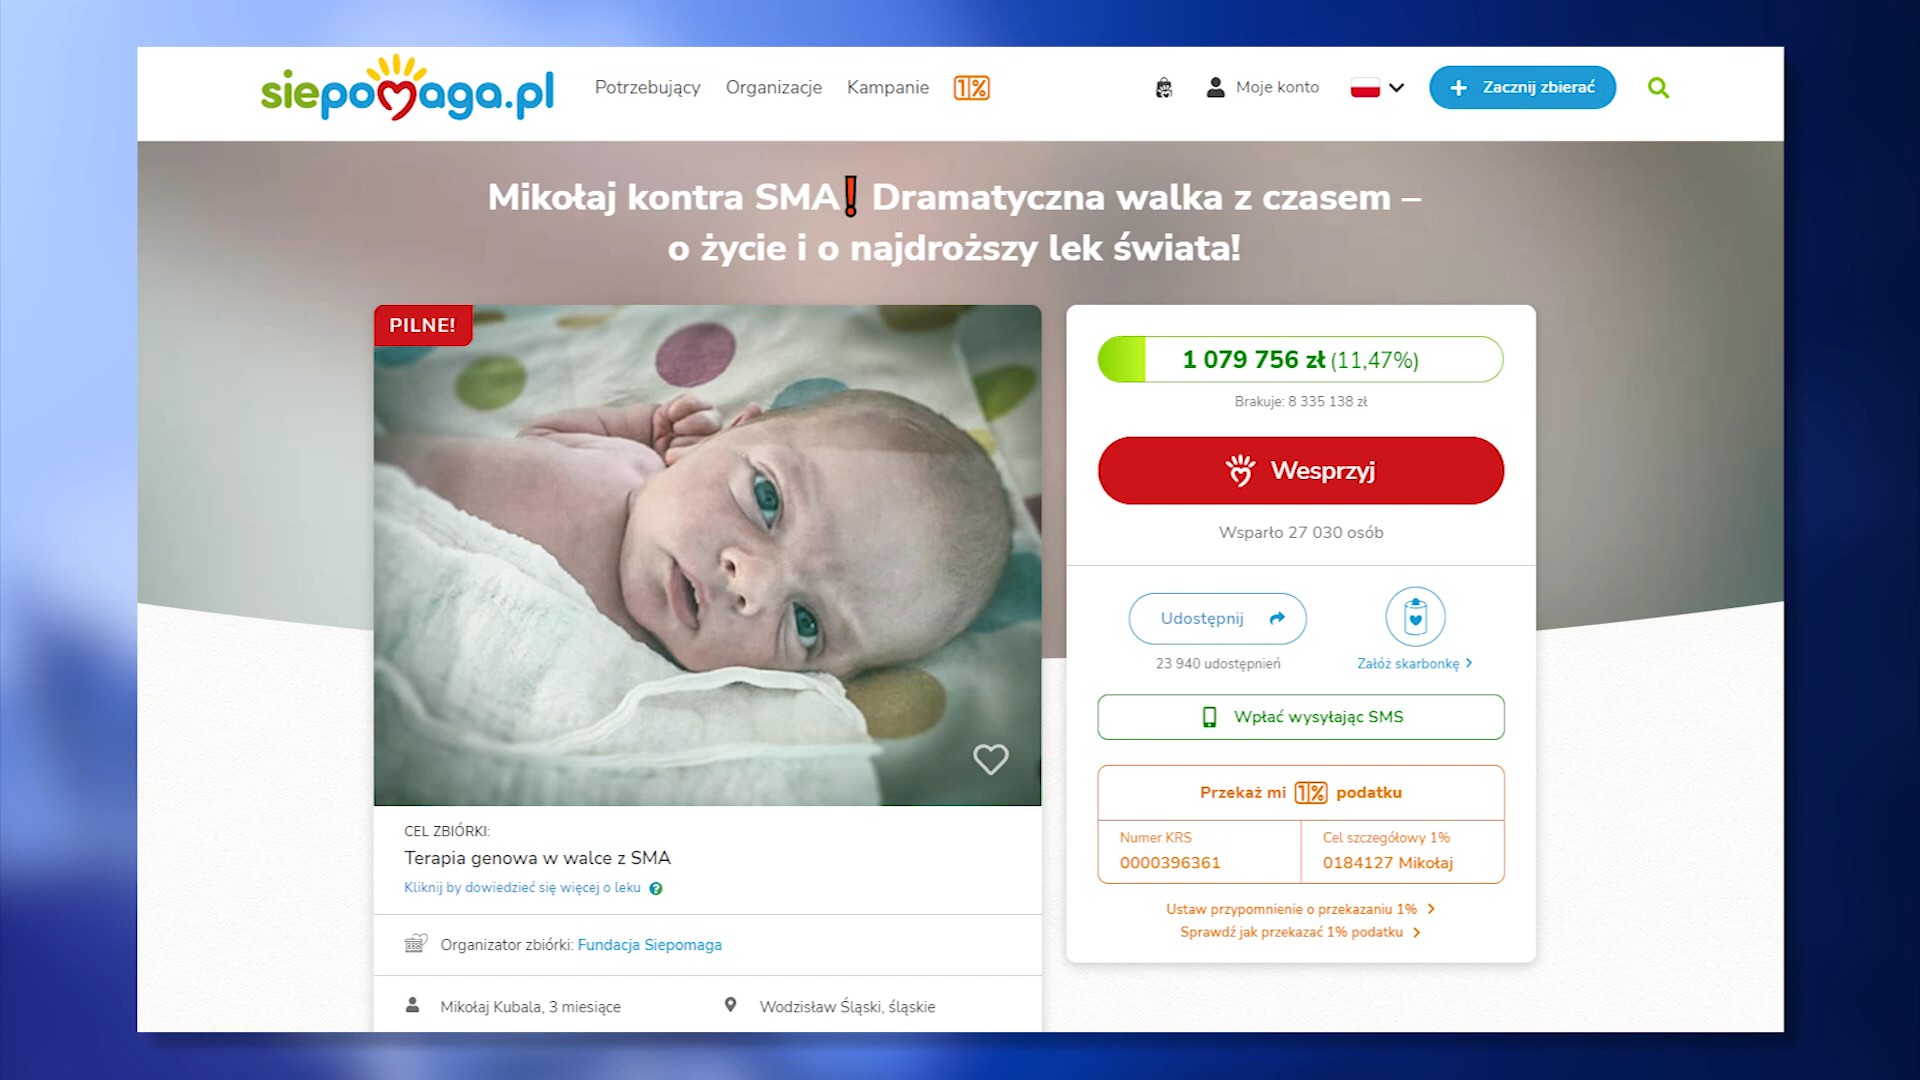 siepomaga.pl
Potrzebujący
Organizacje
Kampanie
1%
Moje konto
+ Zacznij zbierać
Mikołaj kontra SMA❗ Dramatyczna walka z czasem –
o życie i o najdroższy lek świata!
PILNE!
CEL ZBIÓRKI:
Terapia genowa w walce z SMA
Kliknij by dowiedzieć się więcej o leku ?
Organizator zbiórki: Fundacja Siepomaga
Mikołaj Kubala, 3 miesiące
Wodzisław Śląski, śląskie
1 079 756 zł (11,47%)
Brakuje: 8 335 138 zł
Wesprzyj
Wsparło 27 030 osób
Udostępnij
23 940 udostępnień
Załóż skarbonkę >
Wpłać wysyłając SMS
Przekaż mi 1% podatku
Numer KRS
0000396361
Cel szczegółowy 1%
0184127 Mikołaj
Ustaw przypomnienie o przekazaniu 1% >
Sprawdź jak przekazać 1% podatku >